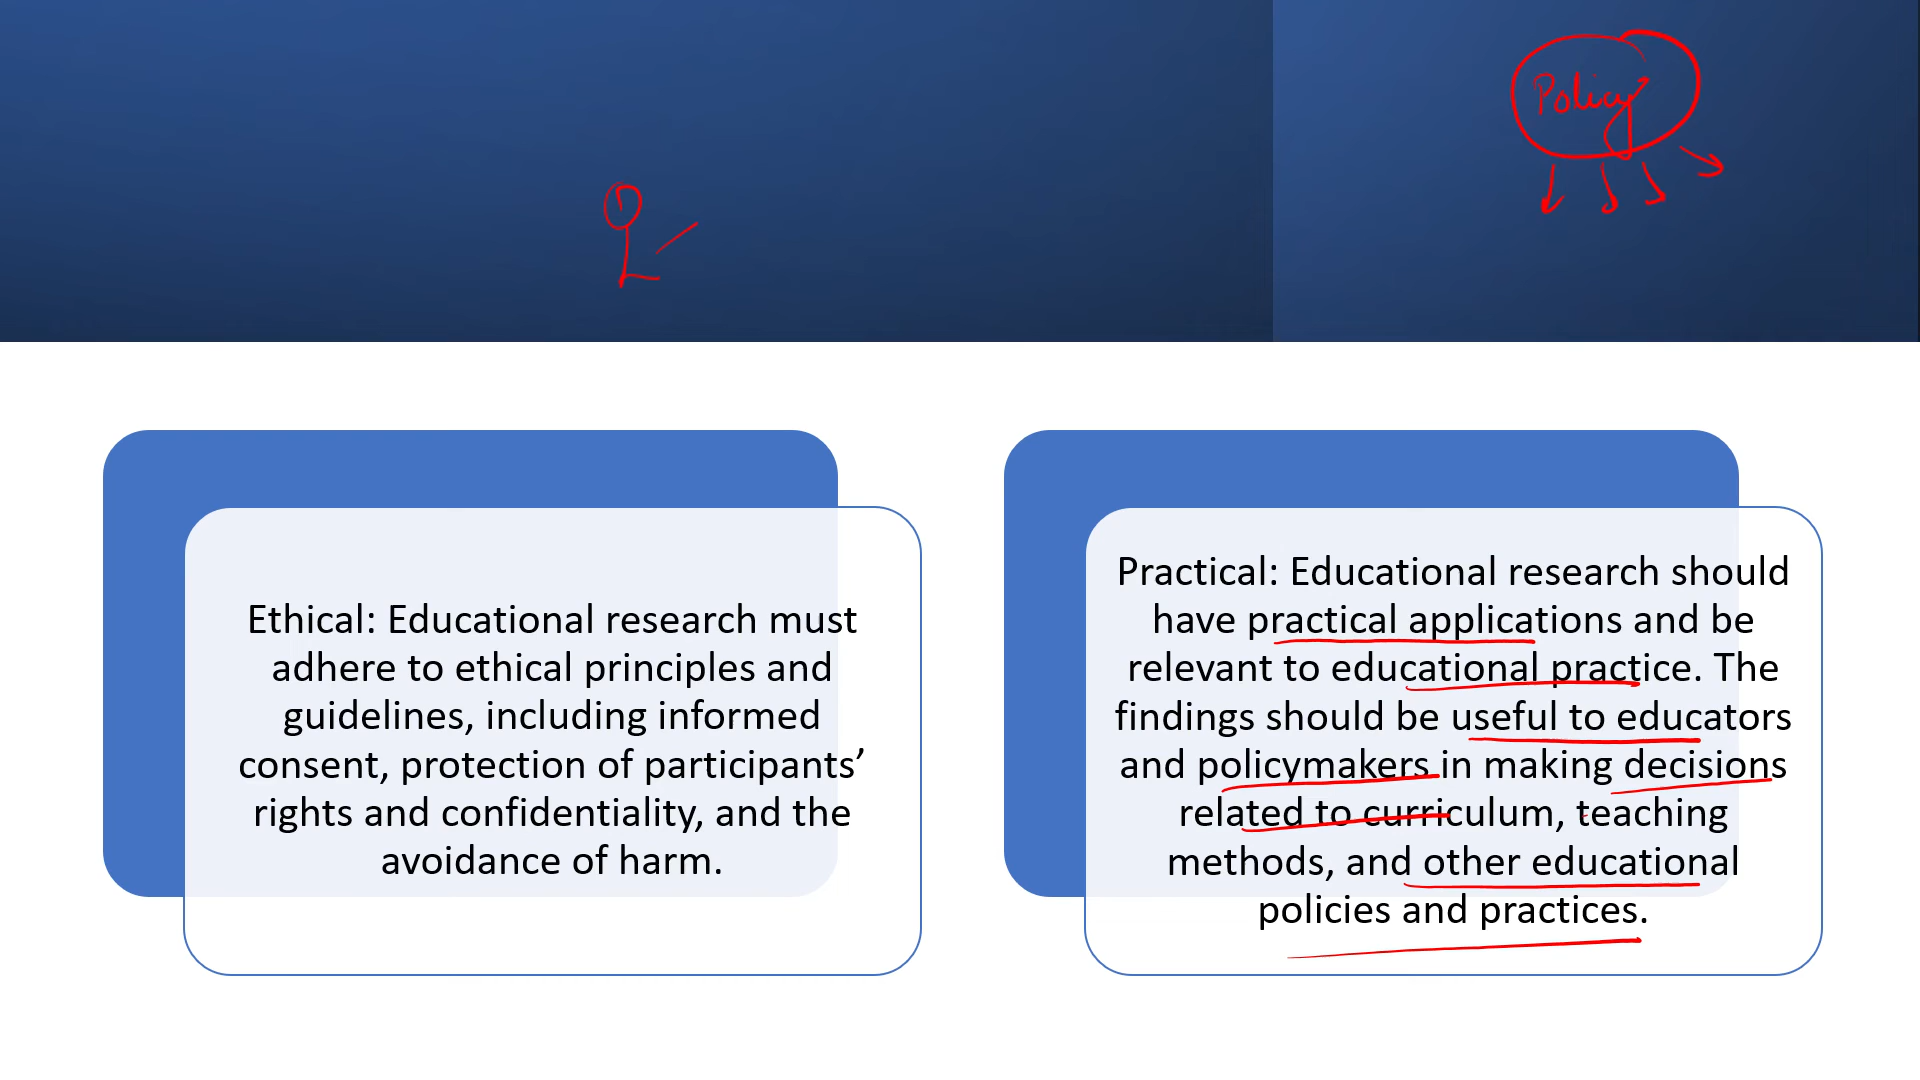 Policy
Ethical: Educational research must
adhere to ethical principles and
guidelines, including informed
consent, protection of participants’
rights and confidentiality, and the
avoidance of harm.
Practical: Educational research should
have practical applications and be
relevant to educational practice. The
findings should be useful to educators
and policymakers in making decisions
related to curriculum, teaching
methods, and other educational
policies and practices.